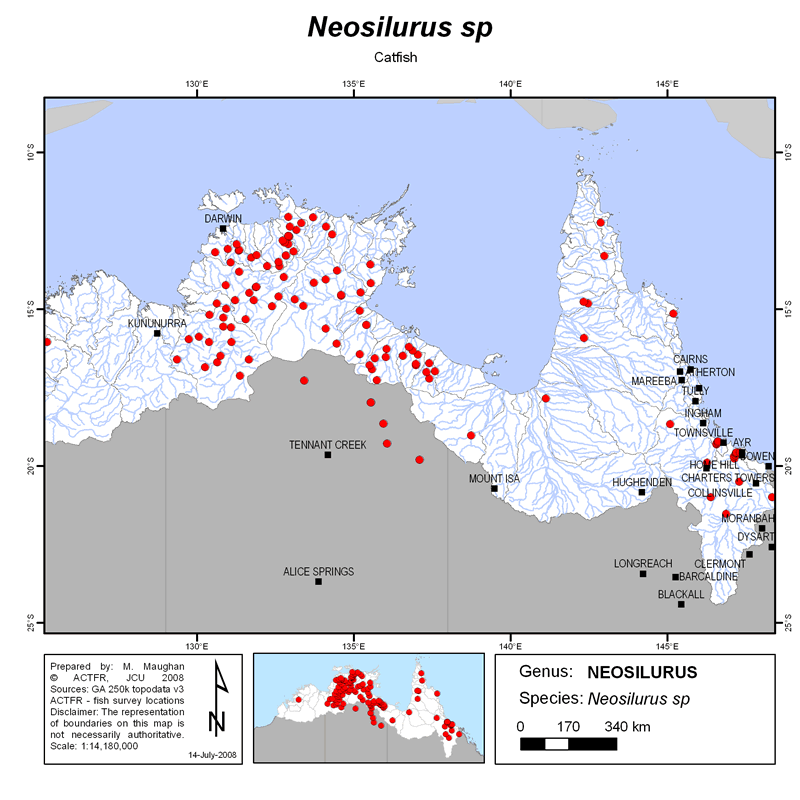 Neosilurus sp
Catfish
130°E
135°E
140°E
145°E
10°S
10°S
DARWIN
15°S
15°S
KUNUNURRA
CAIRNS
ATHERTON
MAREEBA
TULLY
INGHAM
TOWNSVILLE
AYR
TENNANT CREEK
BOWEN
HOME HILL
20°S
20°S
MOUNT ISA
CHARTERS TOWERS
HUGHENDEN
COLLINSVILLE
MORANBAH
DYSART
CLERMONT
LONGREACH
ALICE SPRINGS
BARCALDINE
BLACKALL
25°S
25°S
130°E
135°E
140°E
145°E
Prepared by: M. Maughan
© ACTFR, JCU 2008
Sources: GA 250k topodata v3
ACTFR - fish survey locations
Disclaimer: The representation
of boundaries on this map is
not necessarily authoritative.
Scale: 1:14,180,000
N
14-July-2008
Genus: NEOSILURUS
Species: Neosilurus sp
0 170 340 km